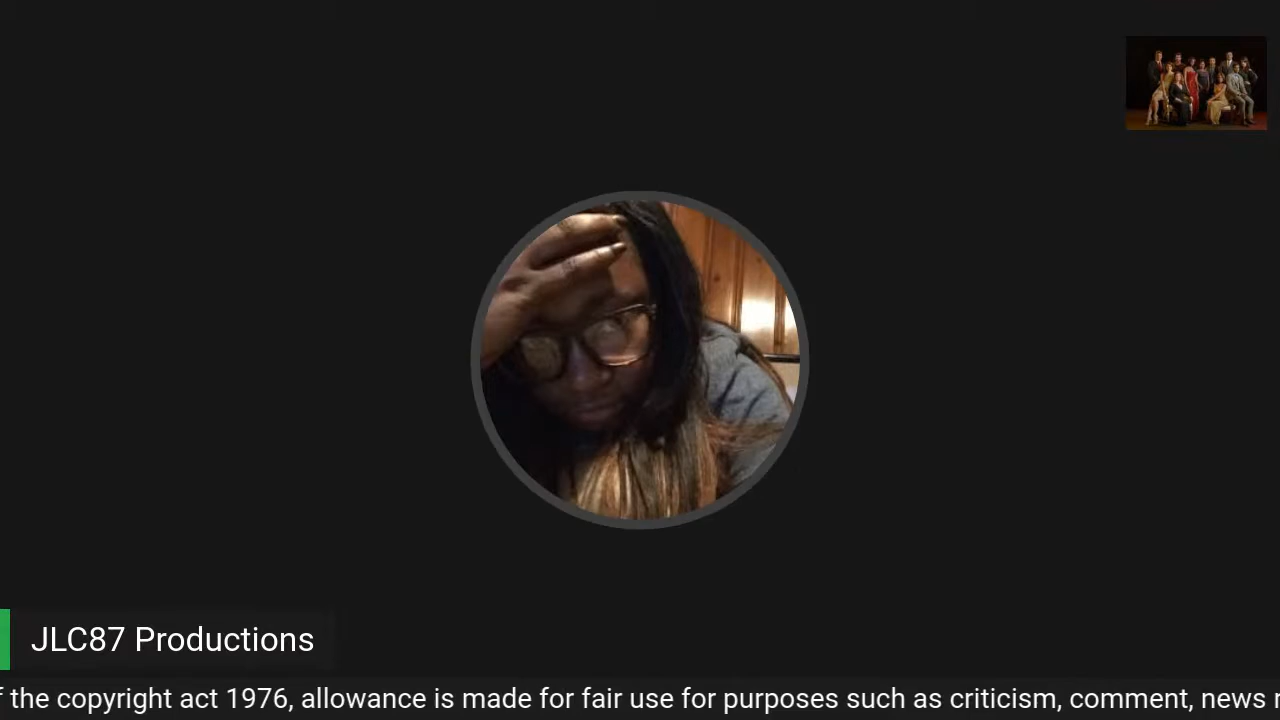 JLC87 Productions
f the copyright act 1976, allowance is made for fair use for purposes such as criticism, comment, news